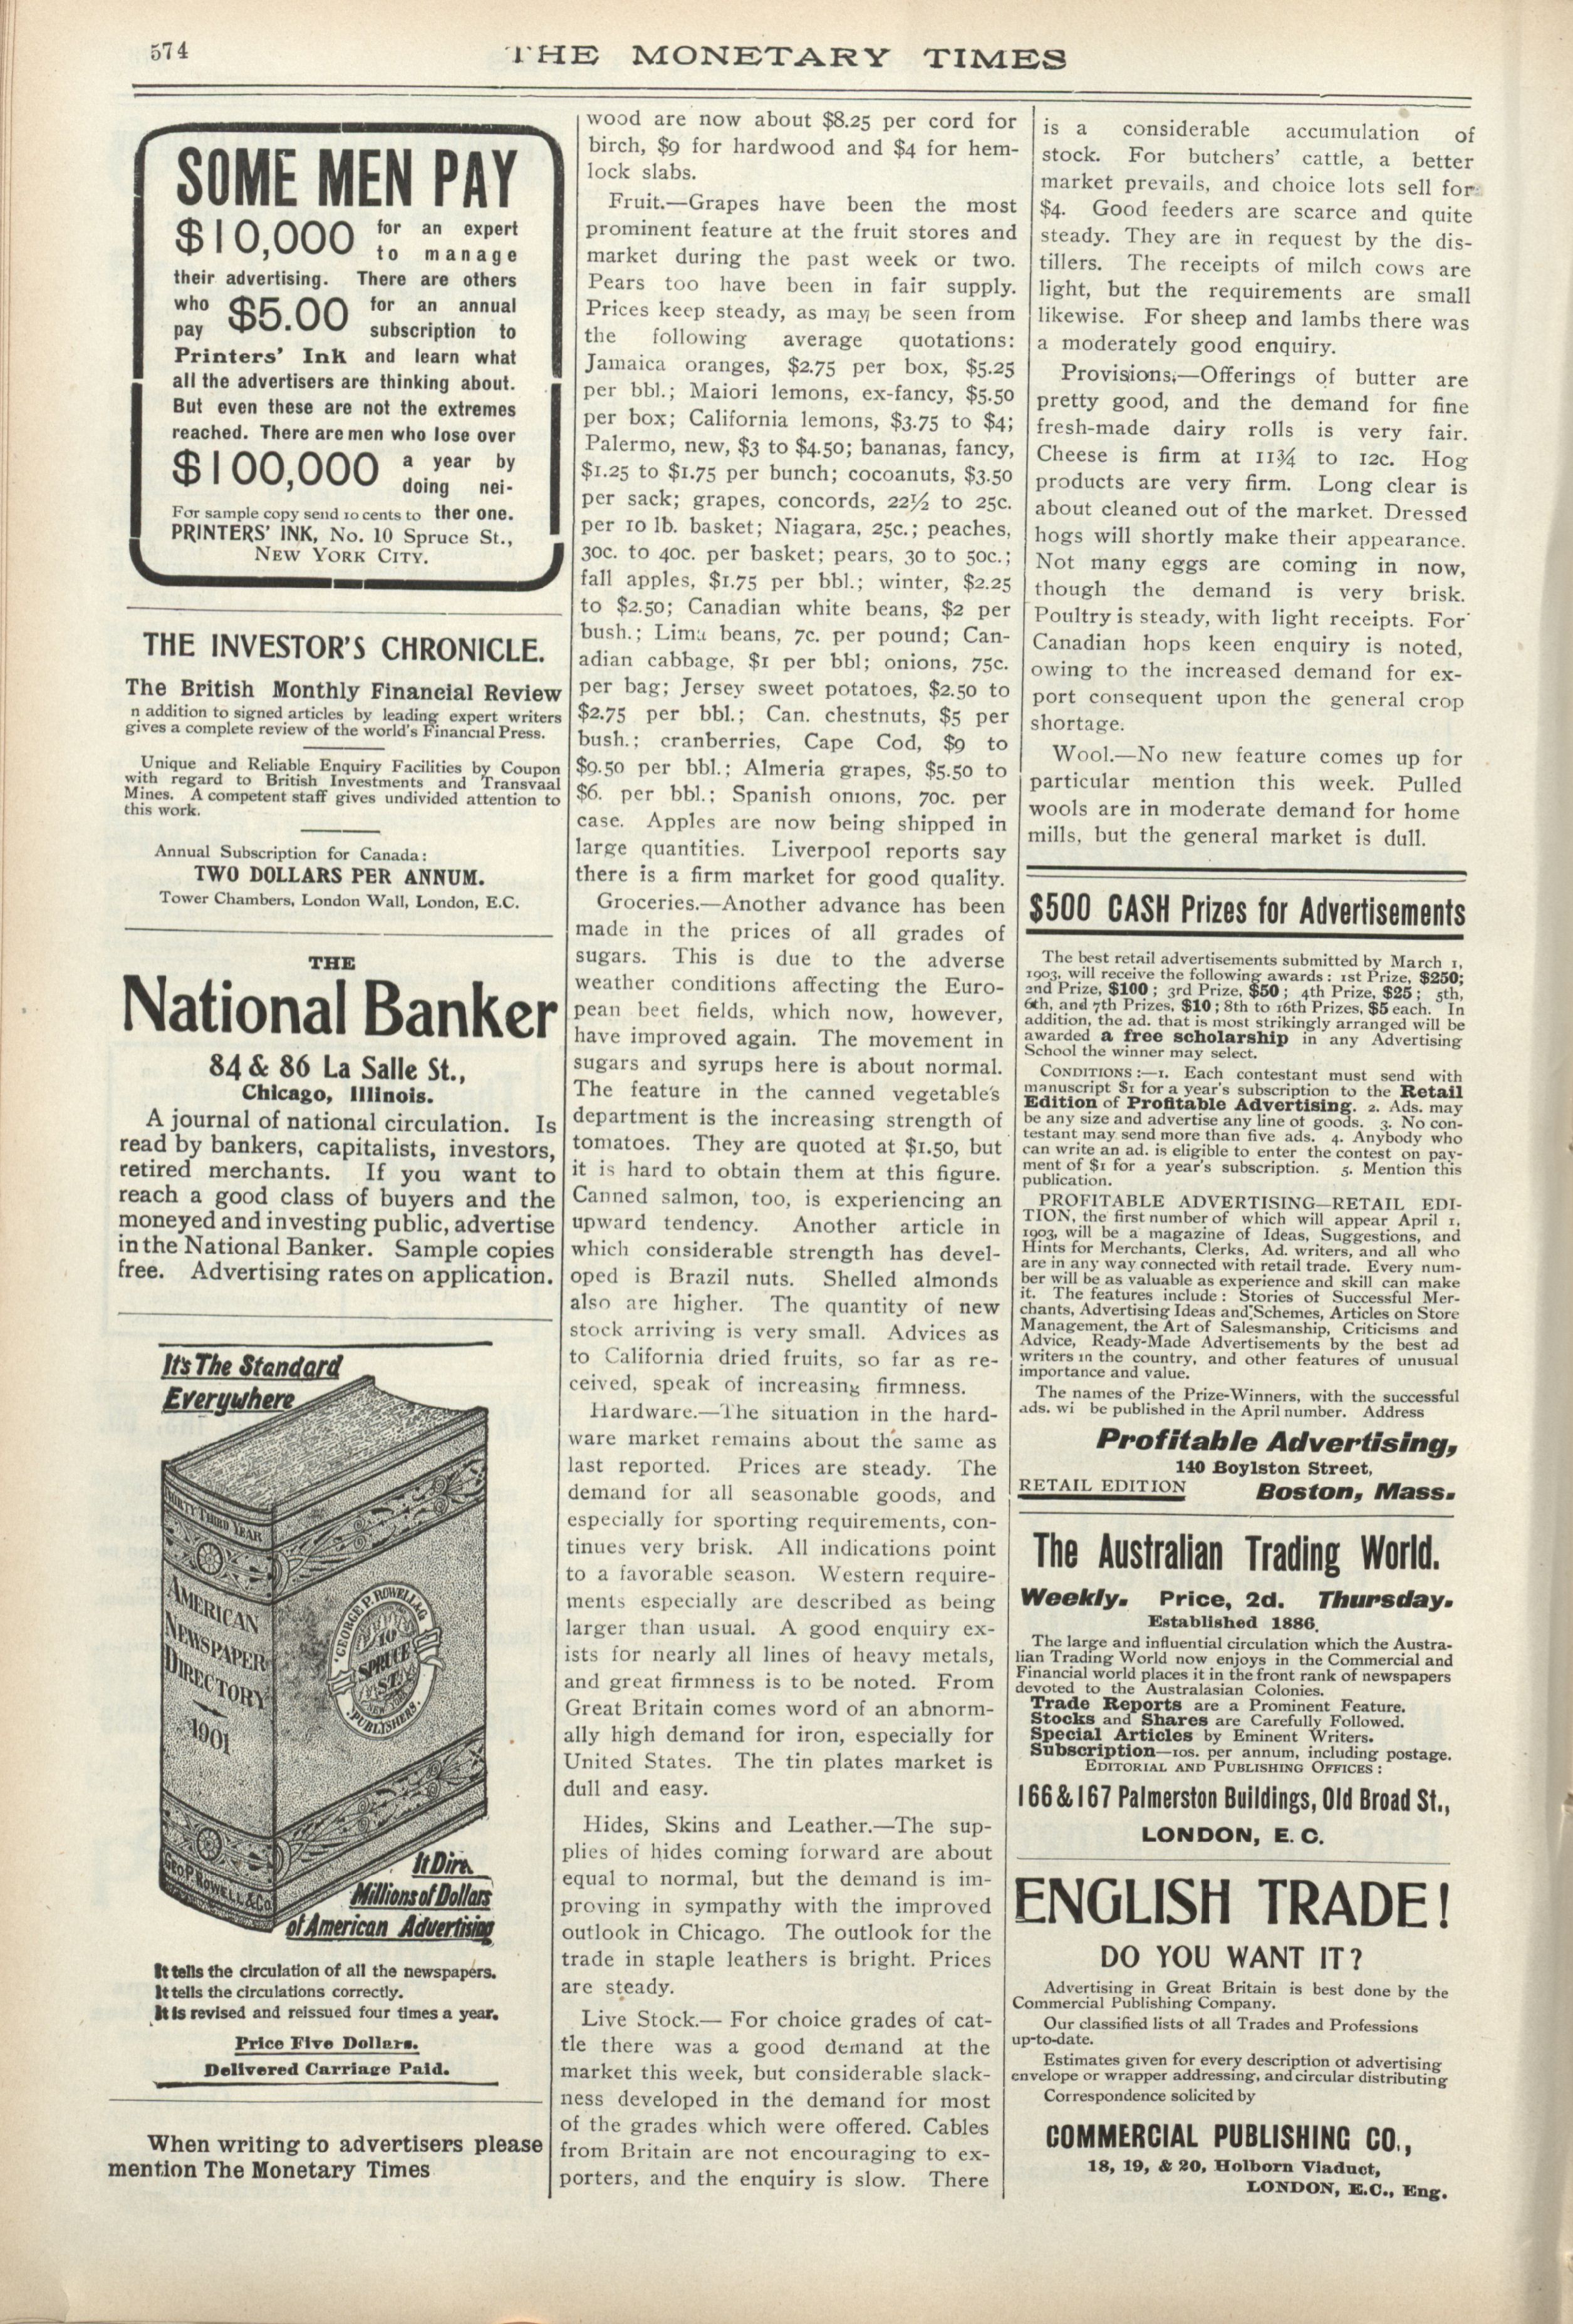 574
THE MONETARY TIMES
SOME MEN PAY
$10,000 for an expert
to manage
their advertising. There are others
who $5.00 for an annual
pay subscription to
Printers' Ink and learn what
all the advertisers are thinking about.
But even these are not the extremes
reached. There are men who lose over
$100,000 a year by
doing nei-
For sample copy send 10 cents to ther one.
PRINTERS' INK, No. 10 Spruce St.,
NEW YORK CITY.
THE INVESTOR'S CHRONICLE.
The British Monthly Financial Review
n addition to signed articles by leading expert writers
gives a complete review of the world's Financial Press.
Unique and Reliable Enquiry Facilities by Coupon
with regard to British Investments and Transvaal
Mines. A competent staff gives undivided attention to
this work.
Annual Subscription for Canada:
TWO DOLLARS PER ANNUM.
Tower Chambers, London Wall, London, E.C.
THE
National Banker
84 & 86 La Salle St.,
Chicago, Illinois.
A journal of national circulation. Is
read by bankers, capitalists, investors,
retired merchants. If you want to
reach a good class of buyers and the
moneyed and investing public, advertise
in the National Banker. Sample copies
free. Advertising rates on application.
It's The Standard
Everywhere
THIRTY THIRD YEAR
AMERICAN
NEWSPAPER
DIRECTORY
1901
GEO. P. ROWELL & CO.
GEORGE P. ROWELL
10
SPRUCE
ST.
PUBLISHERS.
It Dire
Millions of Dollars
of American Advertising
It tells the circulation of all the newspapers.
It tells the circulations correctly.
It is revised and reissued four times a year.
Price Five Dollars.
Delivered Carriage Paid.
When writing to advertisers please
mention The Monetary Times
wood are now about $8.25 per cord for
birch, $9 for hardwood and $4 for hem-
lock slabs.
Fruit.—Grapes have been the most
prominent feature at the fruit stores and
market during the past week or two.
Pears too have been in fair supply.
Prices keep steady, as may be seen from
the following average quotations:
Jamaica oranges, $2.75 per box, $5.25
per bbl.; Maiori lemons, ex-fancy, $5.50
per box; California lemons, $3.75 to $4;
Palermo, new, $3 to $4.50; bananas, fancy,
$1.25 to $1.75 per bunch; cocoanuts, $3.50
per sack; grapes, concords, 22½ to 25c.
per 10 lb. basket; Niagara, 25c.; peaches,
30c. to 40c. per basket; pears, 30 to 50c.;
fall apples, $1.75 per bbl.; winter, $2.25
to $2.50; Canadian white beans, $2 per
bush.; Lima beans, 7c. per pound; Can-
adian cabbage, $1 per bbl; onions, 75c.
per bag; Jersey sweet potatoes, $2.50 to
$2.75 per bbl.; Can. chestnuts, $5 per
bush.; cranberries, Cape Cod, $9 to
$9.50 per bbl.; Almeria grapes, $5.50 to
$6. per bbl.; Spanish onions, 70c. per
case. Apples are now being shipped in
large quantities. Liverpool reports say
there is a firm market for good quality.
Groceries.—Another advance has been
made in the prices of all grades of
sugars. This is due to the adverse
weather conditions affecting the Euro-
pean beet fields, which now, however,
have improved again. The movement in
sugars and syrups here is about normal.
The feature in the canned vegetable's
department is the increasing strength of
tomatoes. They are quoted at $1.50, but
it is hard to obtain them at this figure.
Canned salmon, too, is experiencing an
upward tendency. Another article in
which considerable strength has devel-
oped is Brazil nuts. Shelled almonds
also are higher. The quantity of new
stock arriving is very small. Advices as
to California dried fruits, so far as re-
ceived, speak of increasing firmness.
Hardware.—The situation in the hard-
ware market remains about the same as
last reported. Prices are steady. The
demand for all seasonable goods, and
especially for sporting requirements, con-
tinues very brisk. All indications point
to a favorable season. Western require-
ments especially are described as being
larger than usual. A good enquiry ex-
ists for nearly all lines of heavy metals,
and great firmness is to be noted. From
Great Britain comes word of an abnorm-
ally high demand for iron, especially for
United States. The tin plates market is
dull and easy.
Hides, Skins and Leather.—The sup-
plies of hides coming forward are about
equal to normal, but the demand is im-
proving in sympathy with the improved
outlook in Chicago. The outlook for the
trade in staple leathers is bright. Prices
are steady.
Live Stock.— For choice grades of cat-
tle there was a good demand at the
market this week, but considerable slack-
ness developed in the demand for most
of the grades which were offered. Cables
from Britain are not encouraging to ex-
porters, and the enquiry is slow. There
is a considerable accumulation of
stock. For butchers' cattle, a better
market prevails, and choice lots sell for
$4. Good feeders are scarce and quite
steady. They are in request by the dis-
tillers. The receipts of milch cows are
light, but the requirements are small
likewise. For sheep and lambs there was
a moderately good enquiry.
Provisions.—Offerings of butter are
pretty good, and the demand for fine
fresh-made dairy rolls is very fair.
Cheese is firm at 11¾ to 12c. Hog
products are very firm. Long clear is
about cleaned out of the market. Dressed
hogs will shortly make their appearance.
Not many eggs are coming in now,
though the demand is very brisk.
Poultry is steady, with light receipts. For
Canadian hops keen enquiry is noted,
owing to the increased demand for ex-
port consequent upon the general crop
shortage.
Wool.—No new feature comes up for
particular mention this week. Pulled
wools are in moderate demand for home
mills, but the general market is dull.
$500 CASH Prizes for Advertisements
The best retail advertisements submitted by March 1,
1903, will receive the following awards: 1st Prize, $250;
2nd Prize, $100; 3rd Prize, $50; 4th Prize, $25; 5th,
6th, and 7th Prizes, $10; 8th to 16th Prizes, $5 each. In
addition, the ad. that is most strikingly arranged will be
awarded a free scholarship in any Advertising
School the winner may select.
CONDITIONS:—1. Each contestant must send with
manuscript $1 for a year's subscription to the Retail
Edition of Profitable Advertising. 2. Ads. may
be any size and advertise any line of goods. 3. No con-
testant may send more than five ads. 4. Anybody who
can write an ad. is eligible to enter the contest on pay-
ment of $1 for a year's subscription. 5. Mention this
publication.
PROFITABLE ADVERTISING—RETAIL EDI-
TION, the first number of which will appear April 1,
1903, will be a magazine of Ideas, Suggestions, and
Hints for Merchants, Clerks, Ad. writers, and all who
are in any way connected with retail trade. Every num-
ber will be as valuable as experience and skill can make
it. The features include: Stories of Successful Mer-
chants, Advertising Ideas and Schemes, Articles on Store
Management, the Art of Salesmanship, Criticisms and
Advice, Ready-Made Advertisements by the best ad
writers in the country, and other features of unusual
importance and value.
The names of the Prize-Winners, with the successful
ads. wi be published in the April number. Address
Profitable Advertising,
140 Boylston Street,
RETAIL EDITION Boston, Mass.
The Australian Trading World.
Weekly. Price, 2d. Thursday.
Established 1886.
The large and influential circulation which the Austra-
lian Trading World now enjoys in the Commercial and
Financial world places it in the front rank of newspapers
devoted to the Australasian Colonies.
Trade Reports are a Prominent Feature.
Stocks and Shares are Carefully Followed.
Special Articles by Eminent Writers.
Subscription—10s. per annum, including postage.
EDITORIAL AND PUBLISHING OFFICES:
166 & 167 Palmerston Buildings, Old Broad St.,
LONDON, E. C.
ENGLISH TRADE!
DO YOU WANT IT?
Advertising in Great Britain is best done by the
Commercial Publishing Company.
Our classified lists of all Trades and Professions
up-to-date.
Estimates given for every description of advertising
envelope or wrapper addressing, and circular distributing
Correspondence solicited by
COMMERCIAL PUBLISHING CO.,
18, 19, & 20, Holborn Viaduct,
LONDON, E.C., Eng.